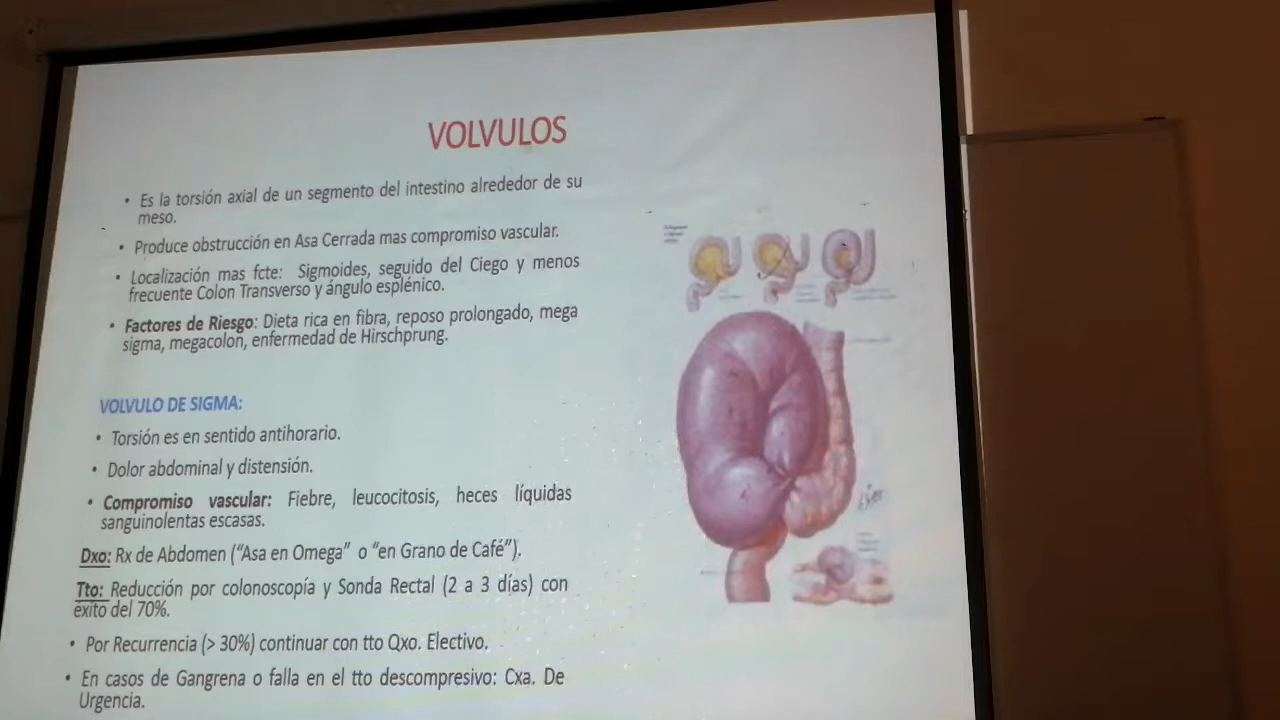 VOLVULOS
• Es la torsión axial de un segmento del intestino alrededor de su
meso.
• Produce obstrucción en Asa Cerrada mas compromiso vascular.
• Localización mas fcte: Sigmoides, seguido del Ciego y menos
frecuente Colon Transverso y ángulo esplénico.
• Factores de Riesgo: Dieta rica en fibra, reposo prolongado, mega
sigma, megacolon, enfermedad de Hirschprung.
VOLVULO DE SIGMA:
• Torsión es en sentido antihorario.
• Dolor abdominal y distensión.
• Compromiso vascular: Fiebre, leucocitosis, heces líquidas
sanguinolentas escasas.
Dxo: Rx de Abdomen ("Asa en Omega" o "en Grano de Café").
Tto: Reducción por colonoscopía y Sonda Rectal (2 a 3 días) con
éxito del 70%.
• Por Recurrencia (> 30%) continuar con tto Qxo. Electivo.
• En casos de Gangrena o falla en el tto descompresivo: Cxa. De
Urgencia.